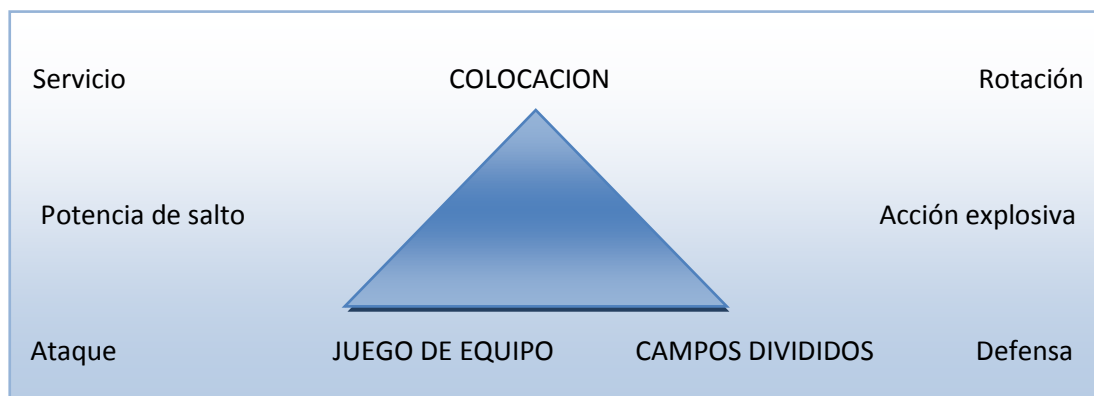 Servicio COLOCACION Rotación
Potencia de salto Acción explosiva
Ataque JUEGO DE EQUIPO CAMPOS DIVIDIDOS Defensa